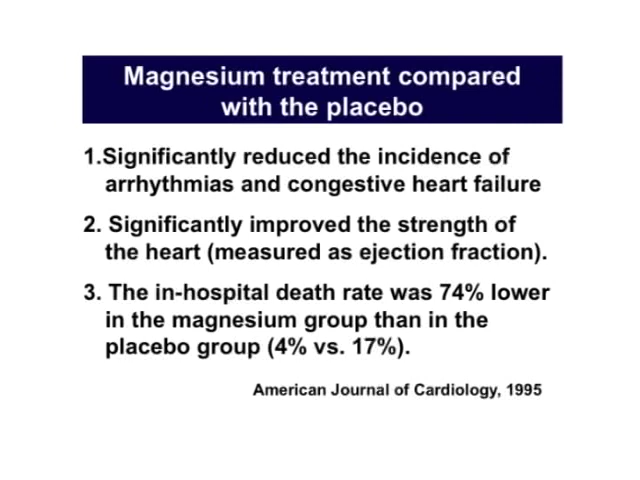 Magnesium treatment compared
with the placebo
1.Significantly reduced the incidence of
arrhythmias and congestive heart failure
2. Significantly improved the strength of
the heart (measured as ejection fraction).
3. The in-hospital death rate was 74% lower
in the magnesium group than in the
placebo group (4% vs. 17%).
American Journal of Cardiology, 1995